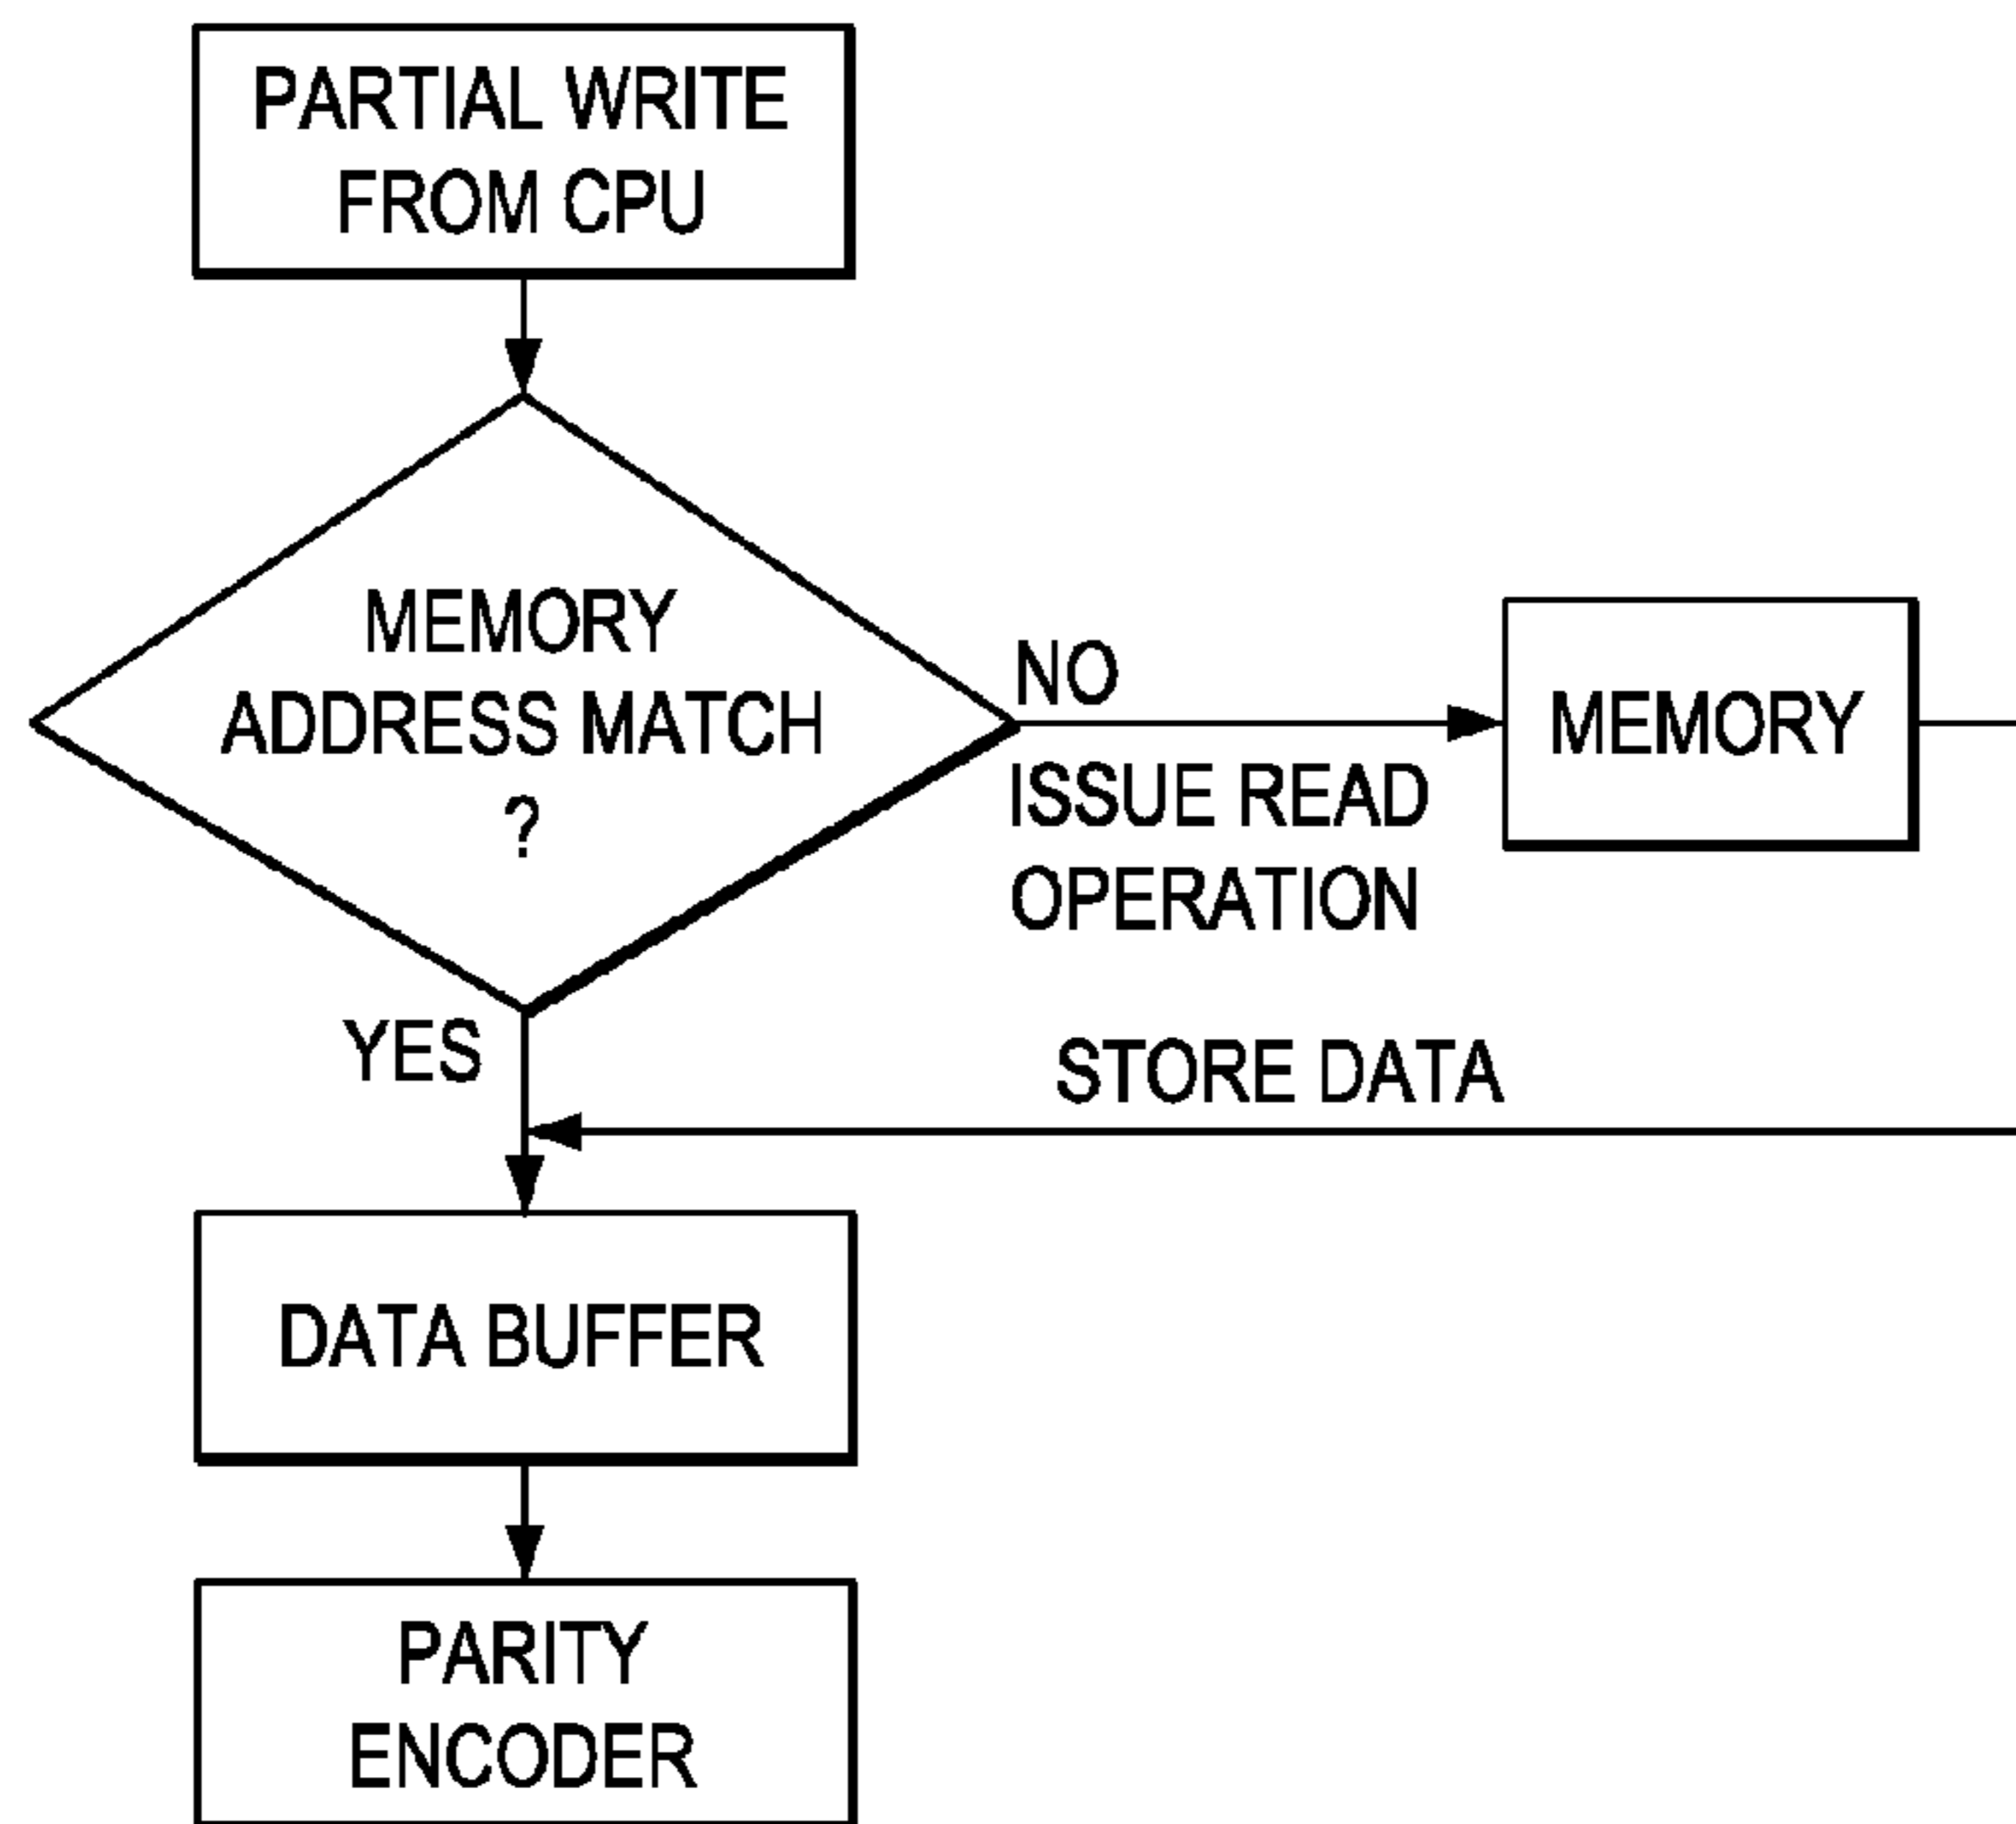 PARTIAL WRITE
FROM CPU
MEMORY
ADDRESS MATCH
?
NO
ISSUE READ
OPERATION
MEMORY
YES
STORE DATA
DATA BUFFER
PARITY
ENCODER